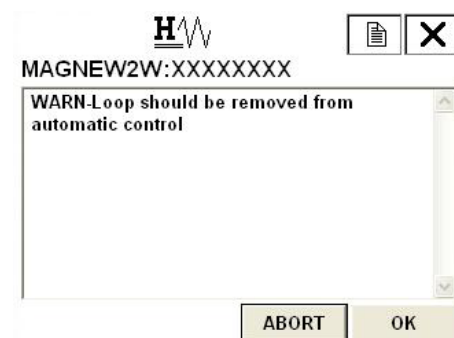 H
MAGNEW2W:XXXXXXXX
WARN-Loop should be removed from
automatic control
ABORT OK